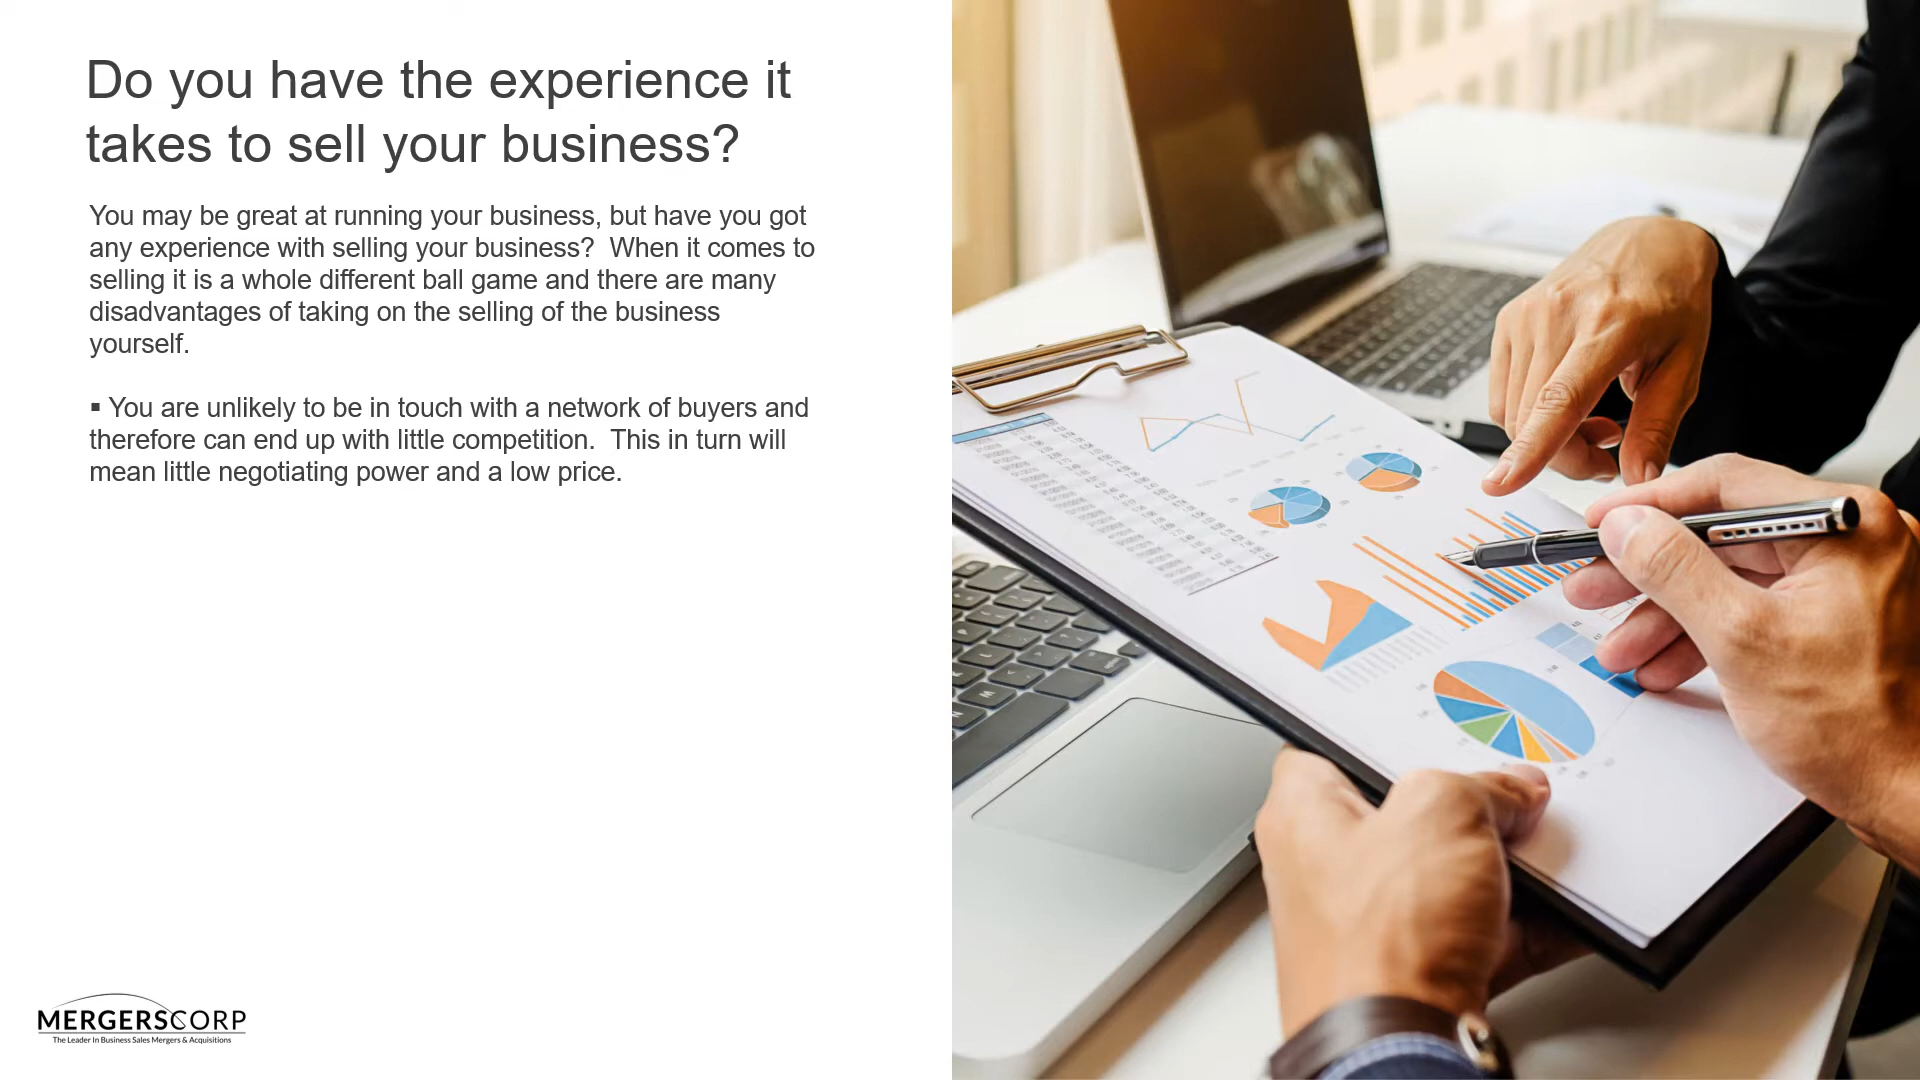 Do you have the experience it
takes to sell your business?
You may be great at running your business, but have you got
any experience with selling your business?  When it comes to
selling it is a whole different ball game and there are many
disadvantages of taking on the selling of the business
yourself.
▪ You are unlikely to be in touch with a network of buyers and
therefore can end up with little competition.  This in turn will
mean little negotiating power and a low price.
MERGERSCORP
The Leader In Business Sales Mergers & Acquisitions